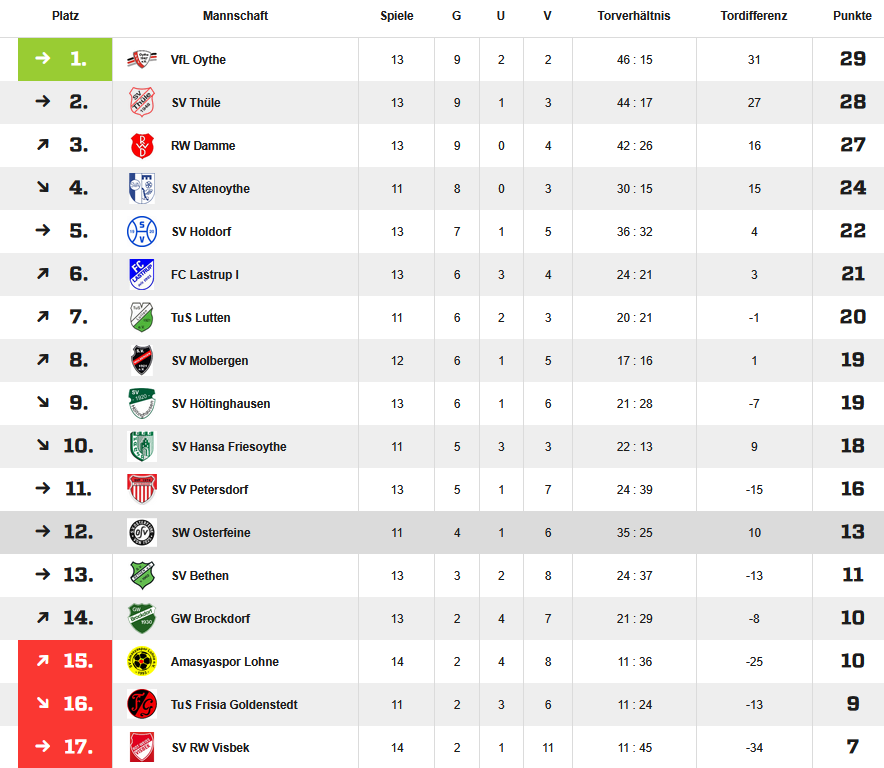 Platz Mannschaft Spiele G U V Torverhältnis Tordifferenz Punkte
1. VfL Oythe 13 9 2 2 46 : 15 31 29
2. SV Thüle 13 9 1 3 44 : 17 27 28
3. RW Damme 13 9 0 4 42 : 26 16 27
4. SV Altenoythe 11 8 0 3 30 : 15 15 24
5. SV Holdorf 13 7 1 5 36 : 32 4 22
6. FC Lastrup I 13 6 3 4 24 : 21 3 21
7. TuS Lutten 11 6 2 3 20 : 21 -1 20
8. SV Molbergen 12 6 1 5 17 : 16 1 19
9. SV Höltinghausen 13 6 1 6 21 : 28 -7 19
10. SV Hansa Friesoythe 11 5 3 3 22 : 13 9 18
11. SV Petersdorf 13 5 1 7 24 : 39 -15 16
12. SW Osterfeine 11 4 1 6 35 : 25 10 13
13. SV Bethen 13 3 2 8 24 : 37 -13 11
14. GW Brockdorf 13 2 4 7 21 : 29 -8 10
15. Amasyaspor Lohne 14 2 4 8 11 : 36 -25 10
16. TuS Frisia Goldenstedt 11 2 3 6 11 : 24 -13 9
17. SV RW Visbek 14 2 1 11 11 : 45 -34 7